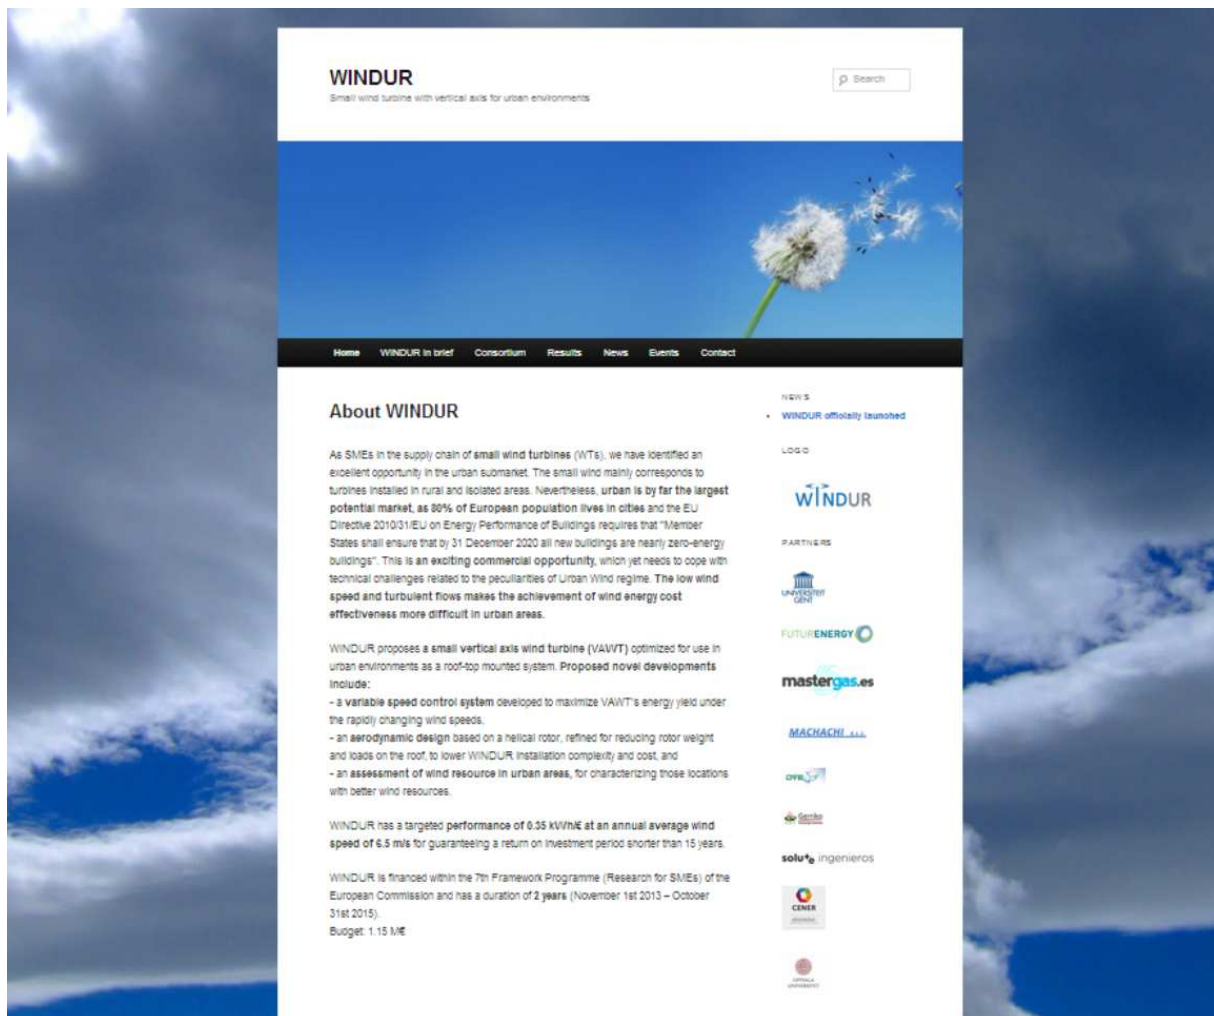 WINDUR
Small wind turbine with vertical axis for urban environments
Search
Home WINDUR in brief Consortium Results News Events Contact
About WINDUR
As SMEs in the supply chain of small wind turbines (WTs), we have identified an
excellent opportunity in the urban submarket. The small wind mainly corresponds to
turbines installed in rural and isolated areas. Nevertheless, urban is by far the largest
potential market, as 80% of European population lives in cities and the EU
Directive 2010/31/EU on Energy Performance of Buildings requires that "Member
States shall ensure that by 31 December 2020 all new buildings are nearly zero-energy
buildings". This is an exciting commercial opportunity, which yet needs to cope with
technical challenges related to the peculiarities of Urban Wind regime. The low wind
speed and turbulent flows makes the achievement of wind energy cost
effectiveness more difficult in urban areas.
WINDUR proposes a small vertical axis wind turbine (VAWT) optimized for use in
urban environments as a roof-top mounted system. Proposed novel developments
include:
- a variable speed control system developed to maximize VAWT's energy yield under
the rapidly changing wind speeds,
- an aerodynamic design based on a helical rotor, refined for reducing rotor weight
and loads on the roof, to lower WINDUR installation complexity and cost, and
- an assessment of wind resource in urban areas, for characterizing those locations
with better wind resources.
WINDUR has a targeted performance of 0.35 kWh/€ at an annual average wind
speed of 6.5 m/s for guaranteeing a return on investment period shorter than 15 years.
WINDUR is financed within the 7th Framework Programme (Research for SMEs) of the
European Commission and has a duration of 2 years (November 1st 2013 – October
31st 2015).
Budget: 1.15 M€
NEWS
WINDUR officially launched
LOGO
WINDUR
PARTNERS
UNIVERSITEIT
GENT
FUTURENERGY
mastergas.es
MACHACHI s.l.l.
Gerriko
solute ingenieros
CENER
UPPSALA
UNIVERSITET